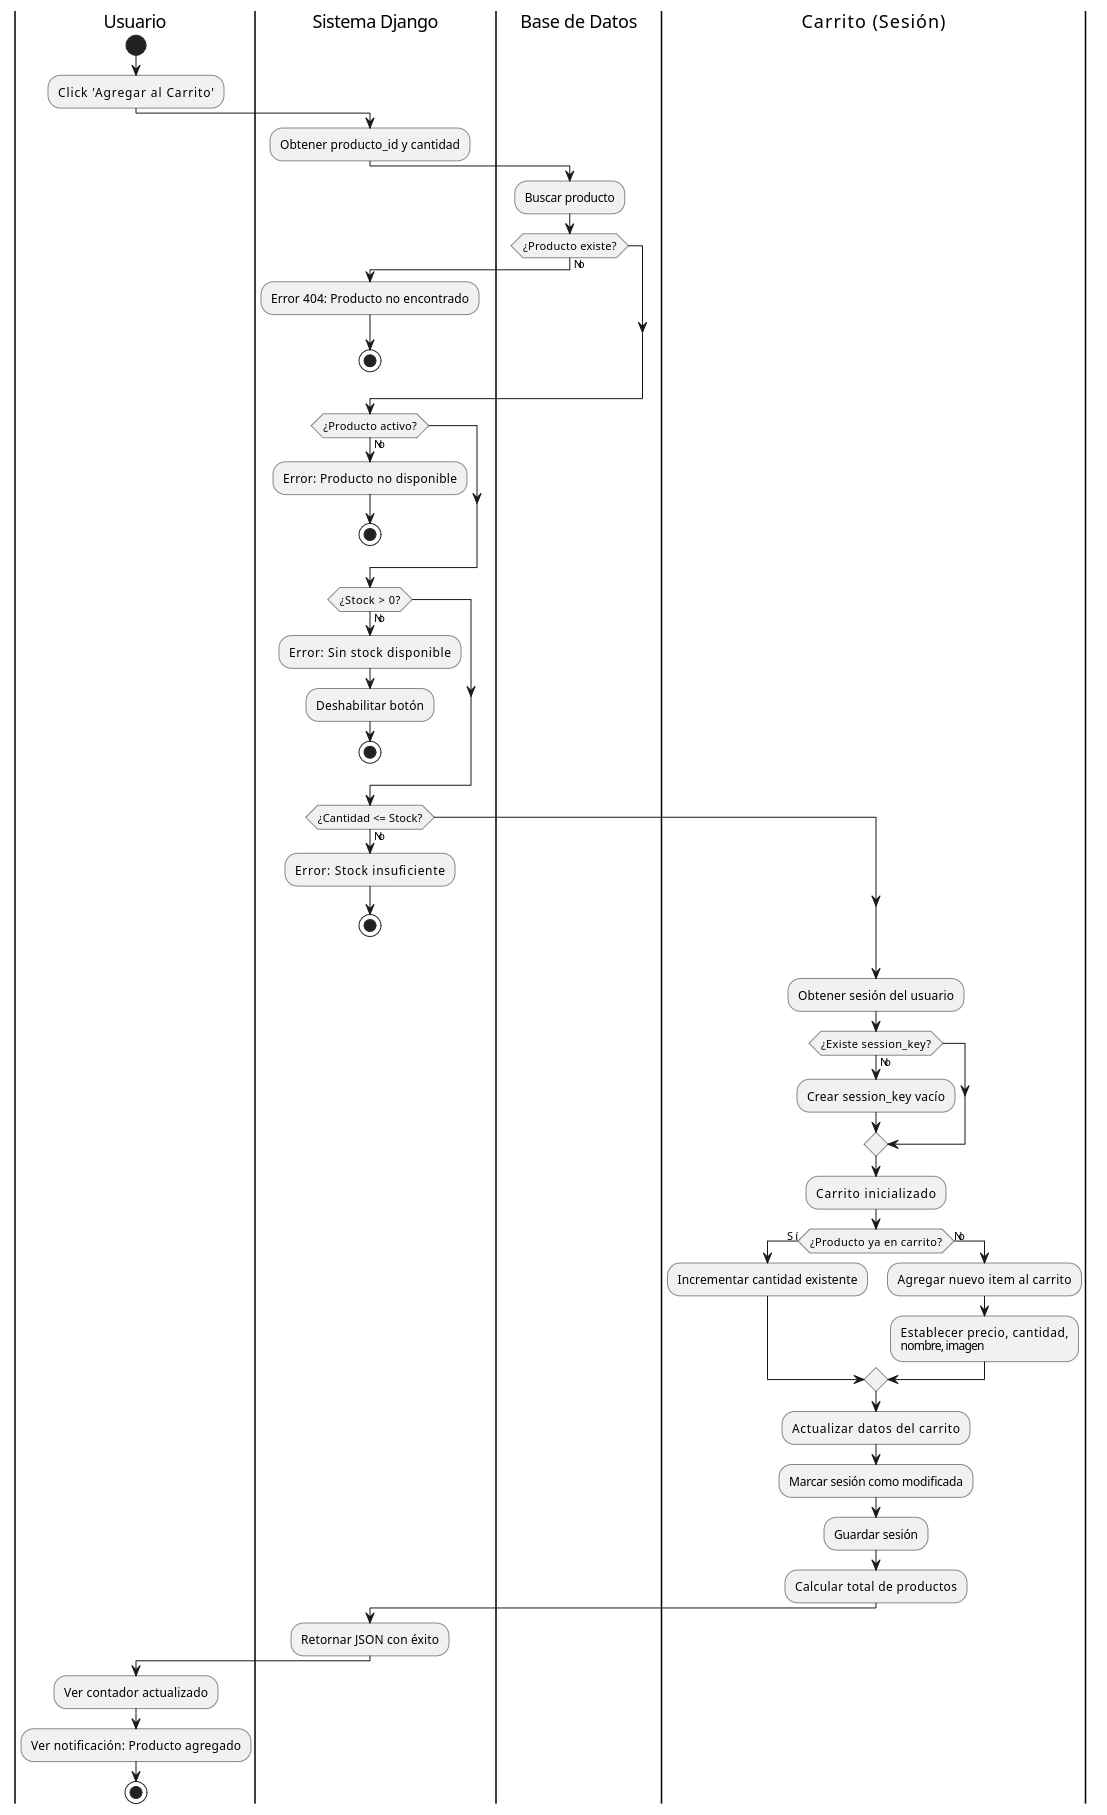 Usuario
Sistema Django
Base de Datos
Carrito (Sesión)
Click 'Agregar al Carrito'
Obtener producto_id y cantidad
Buscar producto
¿Producto existe?
No
Error 404: Producto no encontrado
¿Producto activo?
No
Error: Producto no disponible
¿Stock > 0?
No
Error: Sin stock disponible
Deshabilitar botón
¿Cantidad <= Stock?
No
Error: Stock insuficiente
Obtener sesión del usuario
¿Existe session_key?
No
Crear session_key vacío
Carrito inicializado
Sí
¿Producto ya en carrito?
No
Incrementar cantidad existente
Agregar nuevo item al carrito
Establecer precio, cantidad,
nombre, imagen
Actualizar datos del carrito
Marcar sesión como modificada
Guardar sesión
Calcular total de productos
Retornar JSON con éxito
Ver contador actualizado
Ver notificación: Producto agregado